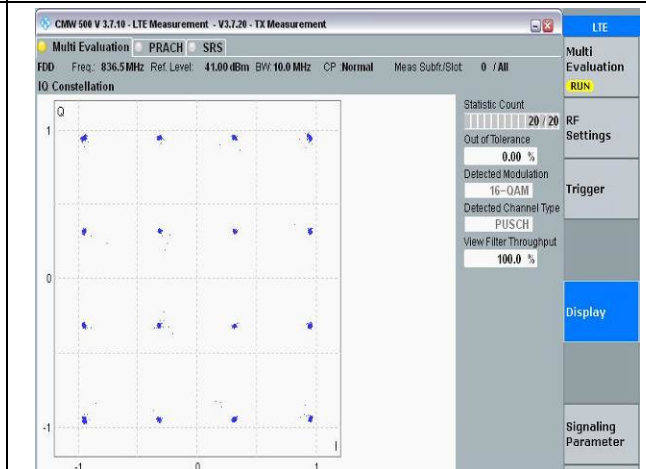 CMW 500 V 3.7.10 - LTE Measurement - V3.7.20 - TX Measurement
LTE
Multi Evaluation PRACH SRS
FDD Freq.: 836.5 MHz Ref. Level: 41.00 dBm BW: 10.0 MHz CP :Normal Meas Subfr./Slot: 0 / All
IQ Constellation
Q
1
0
-1
I
-1 0 1
Statistic Count
20 / 20
Out of Tolerance
0.00 %
Detected Modulation
16-QAM
Detected Channel Type
PUSCH
View Filter Throughput
100.0 %
Multi
Evaluation
RUN
RF
Settings
Trigger
Display
Signaling
Parameter